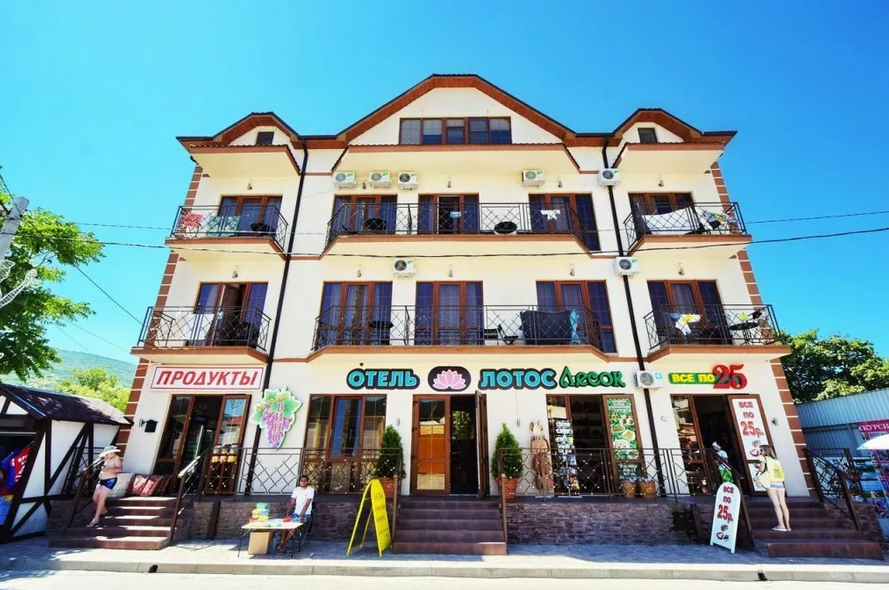 ПРОДУКТЫ
ОТЕЛЬ ЛОТОС
Лесок
ВСЕ ПО 25
ВСЕ
ПО
25р.
ВСЕ
ПО
25р.